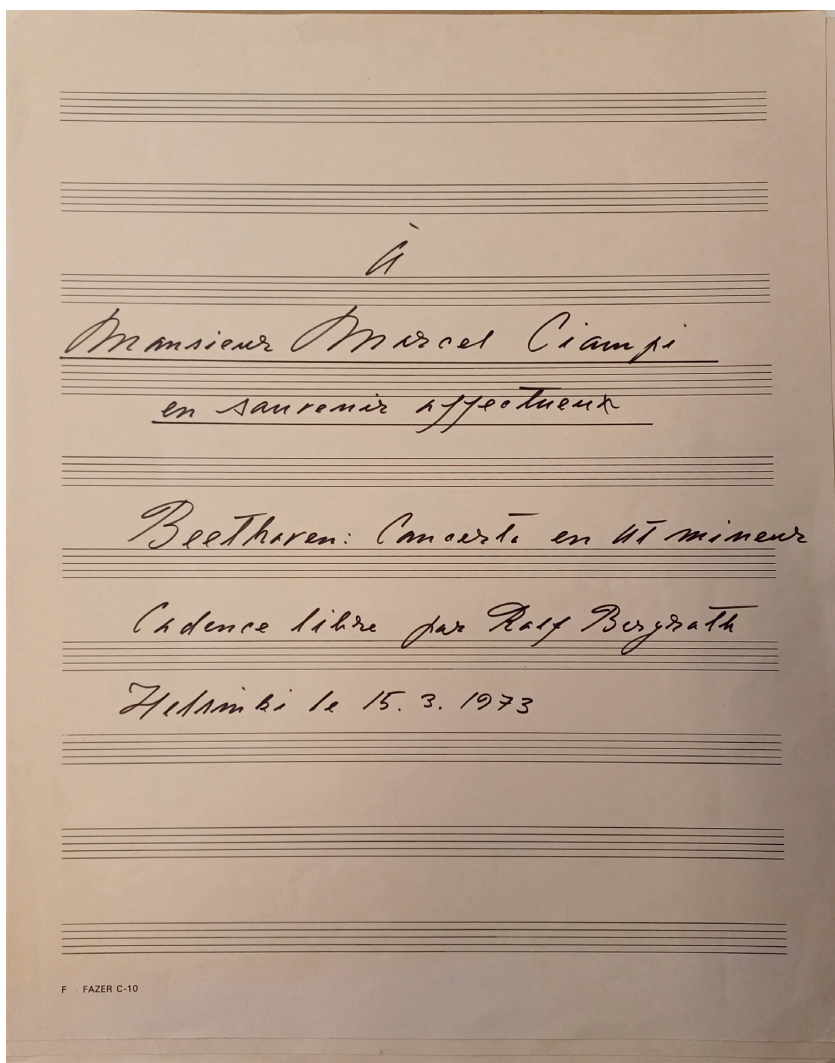 À
Monsieur Marcel Ciampi
en souvenir affectueux
Beethoven: Concerto en Ut mineur
Cadence libre par Ralf Bergroth
Helsinki le 15. 3. 1973
F FAZER C-10